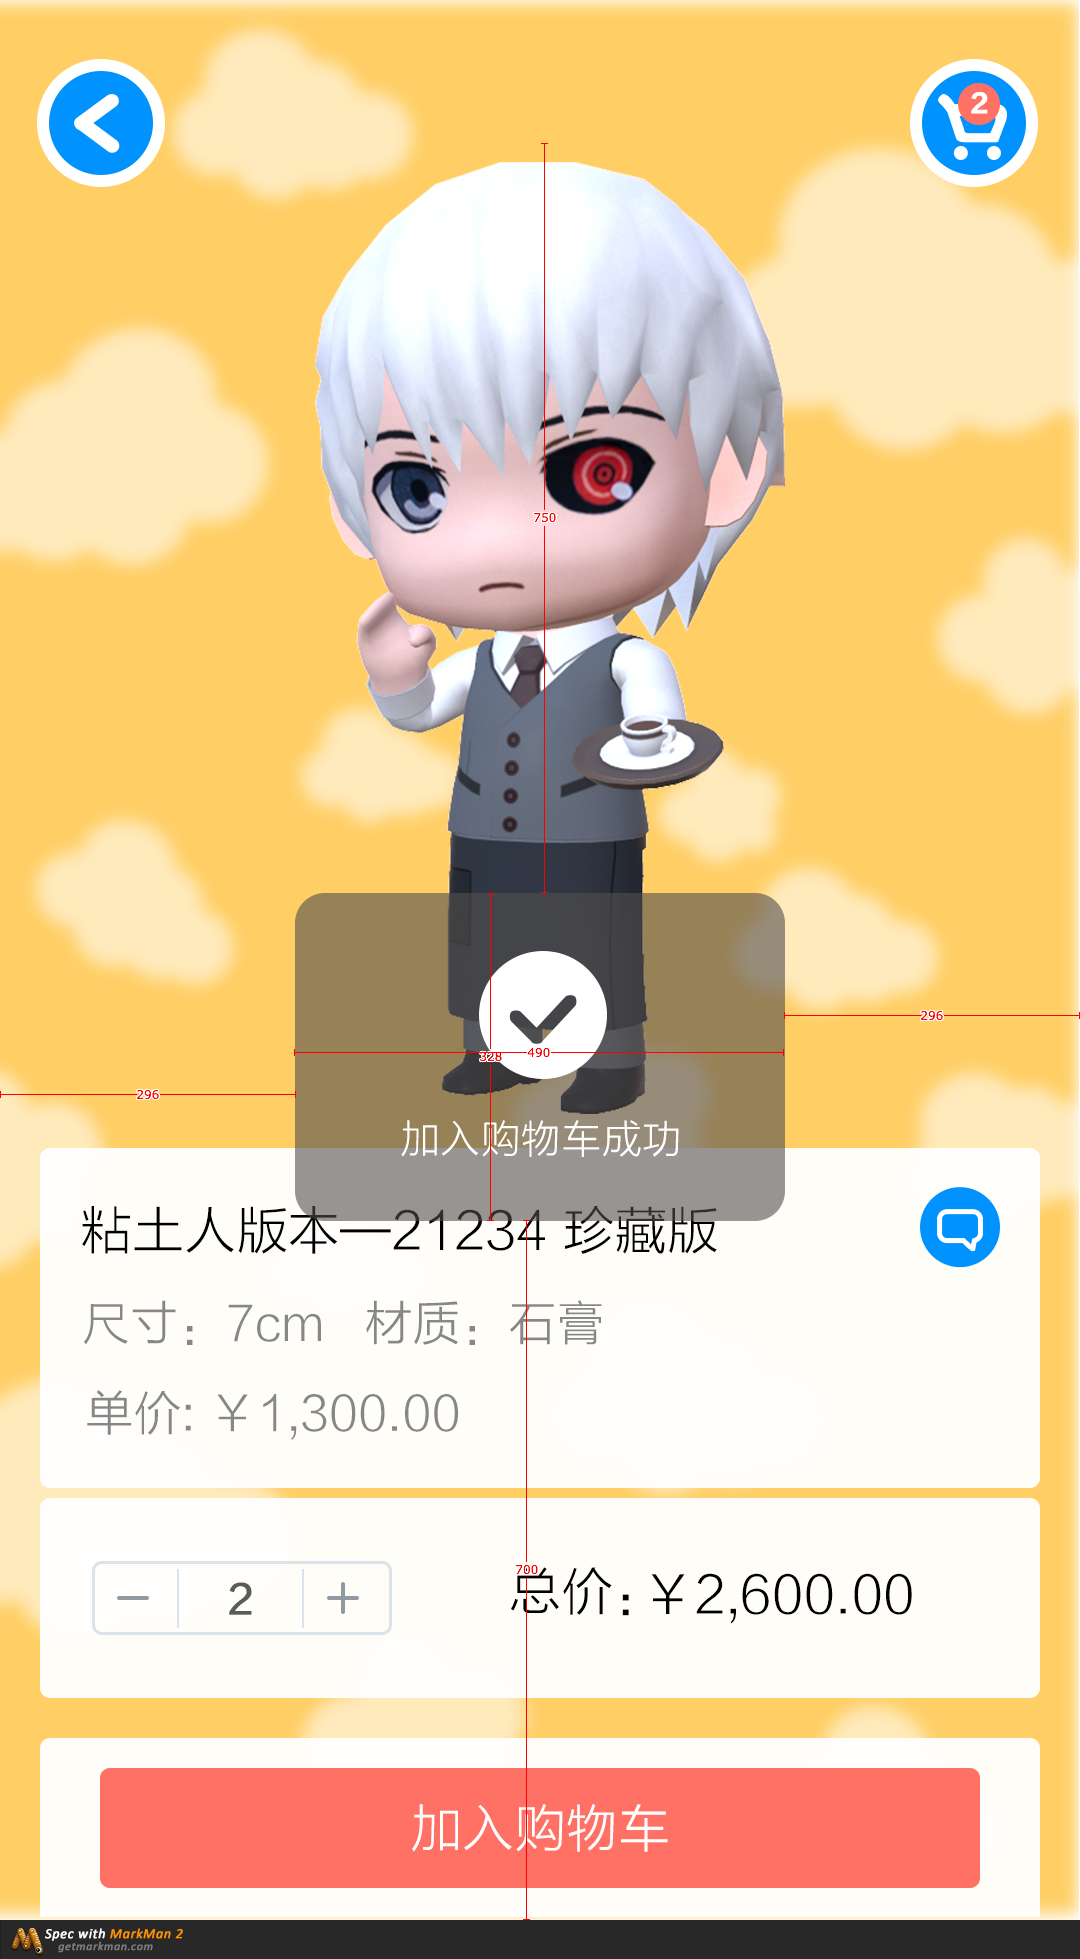 2
750
296
328
490
296
加入购物车成功
粘土人版本—21234 珍藏版
尺寸：7cm 材质：石膏
单价: ￥1,300.00
700
2
总价：￥2,600.00
加入购物车
Spec with MarkMan 2
getmarkman.com